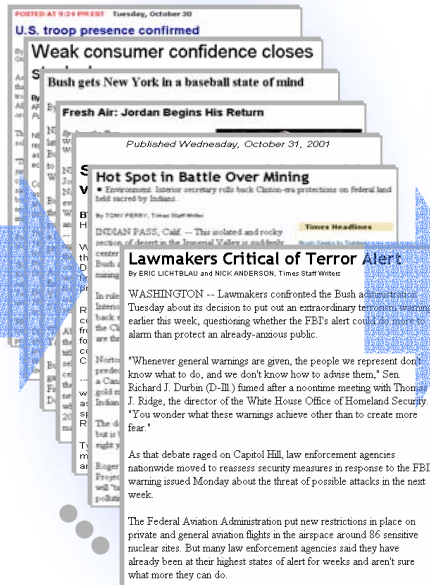 POSTED AT 9:24 PM EST Tuesday, October 30
U.S. troop presence confirmed
Weak consumer confidence closes
Bush gets New York in a baseball state of mind
Fresh Air: Jordan Begins His Return
Published Wednesday, October 31, 2001
Hot Spot in Battle Over Mining
■ Environment: Interior secretary rolls back Clinton-era protections on federal land
held sacred by Indians.
By TONY PERRY, Times Staff Writer
Times Headlines
INDIAN PASS, Calif. -- This isolated and rocky
section of desert in the Imperial Valley is suddenly
Lawmakers Critical of Terror Alert
By ERIC LICHTBLAU and NICK ANDERSON, Times Staff Writers
WASHINGTON -- Lawmakers confronted the Bush administration
Tuesday about its decision to put out an extraordinary terrorism warning
earlier this week, questioning whether the FBI's alert could do more to
alarm than protect an already-anxious public.
"Whenever general warnings are given, the people we represent don't
know what to do, and we don't know how to advise them," Sen.
Richard J. Durbin (D-Ill.) fumed after a noontime meeting with Thomas
J. Ridge, the director of the White House Office of Homeland Security.
"You wonder what these warnings achieve other than to create more
fear."
As that debate raged on Capitol Hill, law enforcement agencies
nationwide moved to reassess security measures in response to the FBI
warning issued Monday about the threat of possible attacks in the next
week.
The Federal Aviation Administration put new restrictions in place on
private and general aviation flights in the airspace around 86 sensitive
nuclear sites. But many law enforcement agencies said they have
already been at their highest states of alert for weeks and aren't sure
what more they can do.